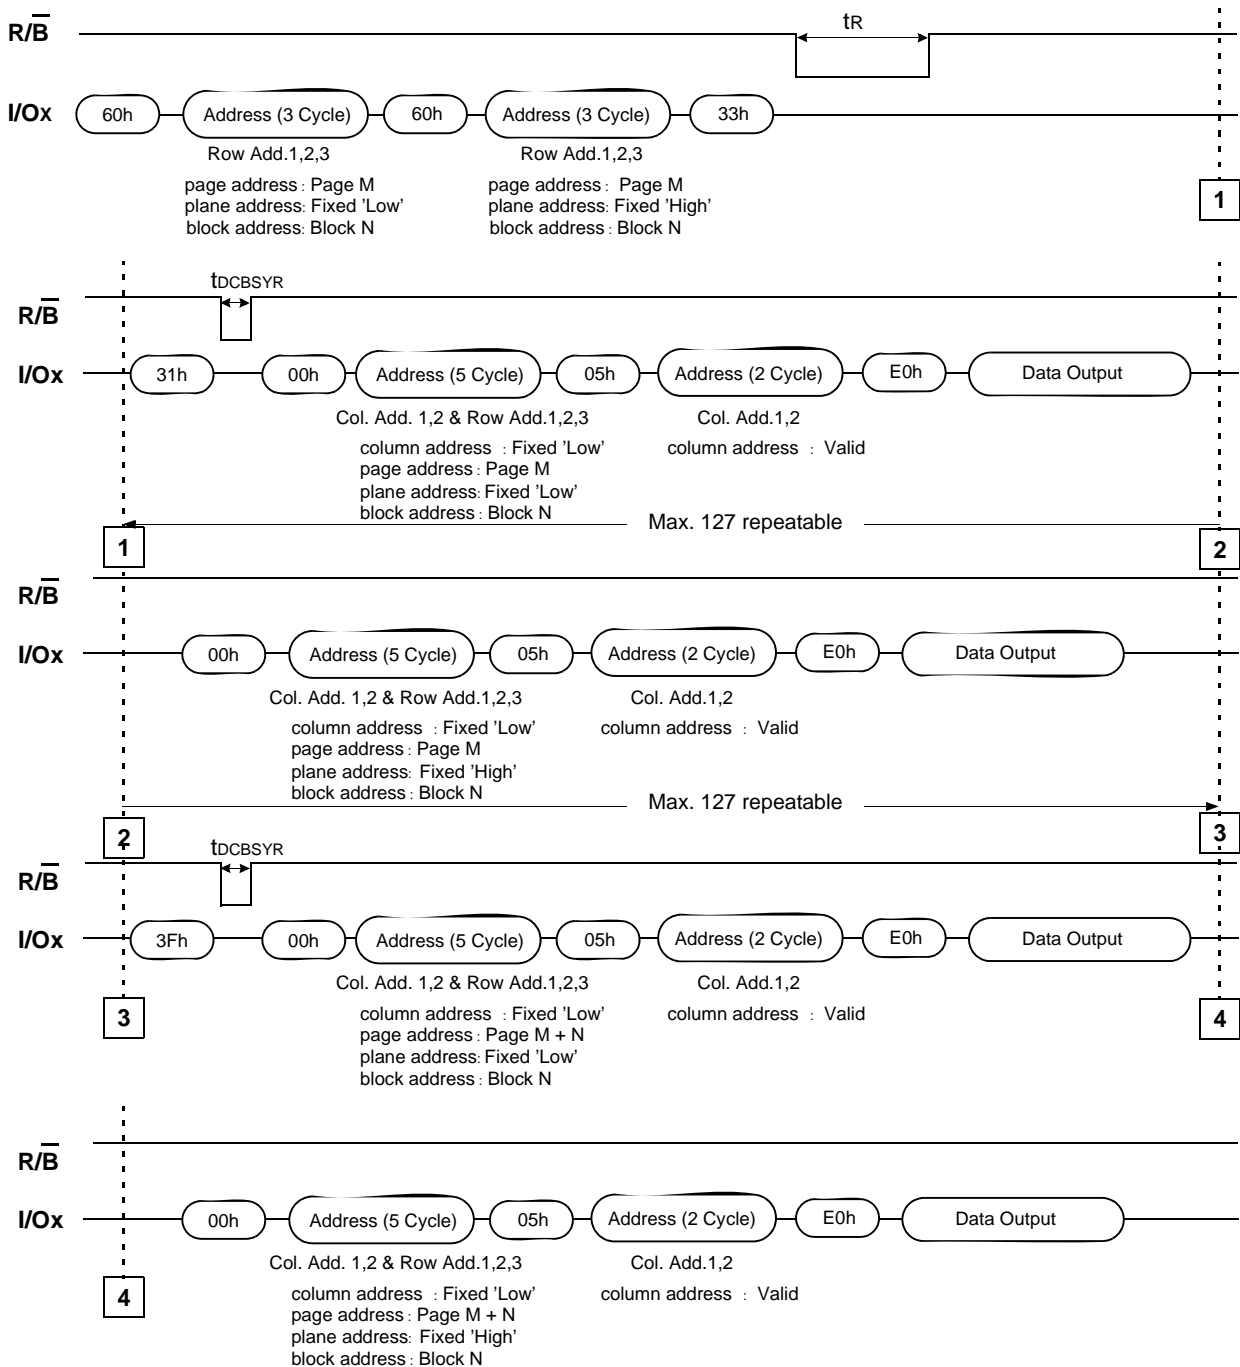 R/B tR
I/Ox 60h Address (3 Cycle) 60h Address (3 Cycle) 33h
Row Add.1,2,3 Row Add.1,2,3
page address : Page M page address : Page M
plane address: Fixed 'Low' plane address: Fixed 'High'
block address: Block N block address: Block N
1
tDCBSYR
R/B
I/Ox 31h 00h Address (5 Cycle) 05h Address (2 Cycle) E0h Data Output
Col. Add. 1,2 & Row Add.1,2,3 Col. Add.1,2
column address : Fixed 'Low' column address : Valid
page address : Page M
plane address: Fixed 'Low'
block address : Block N
Max. 127 repeatable
1 2
R/B
I/Ox 00h Address (5 Cycle) 05h Address (2 Cycle) E0h Data Output
Col. Add. 1,2 & Row Add.1,2,3 Col. Add.1,2
column address : Fixed 'Low' column address : Valid
page address : Page M
plane address: Fixed 'High'
block address : Block N
Max. 127 repeatable
2 3
tDCBSYR
R/B
I/Ox 3Fh 00h Address (5 Cycle) 05h Address (2 Cycle) E0h Data Output
Col. Add. 1,2 & Row Add.1,2,3 Col. Add.1,2
column address : Fixed 'Low' column address : Valid
page address : Page M + N
plane address: Fixed 'Low'
block address : Block N
3 4
R/B
I/Ox 00h Address (5 Cycle) 05h Address (2 Cycle) E0h Data Output
Col. Add. 1,2 & Row Add.1,2,3 Col. Add.1,2
column address : Fixed 'Low' column address : Valid
page address : Page M + N
plane address: Fixed 'High'
block address : Block N
4